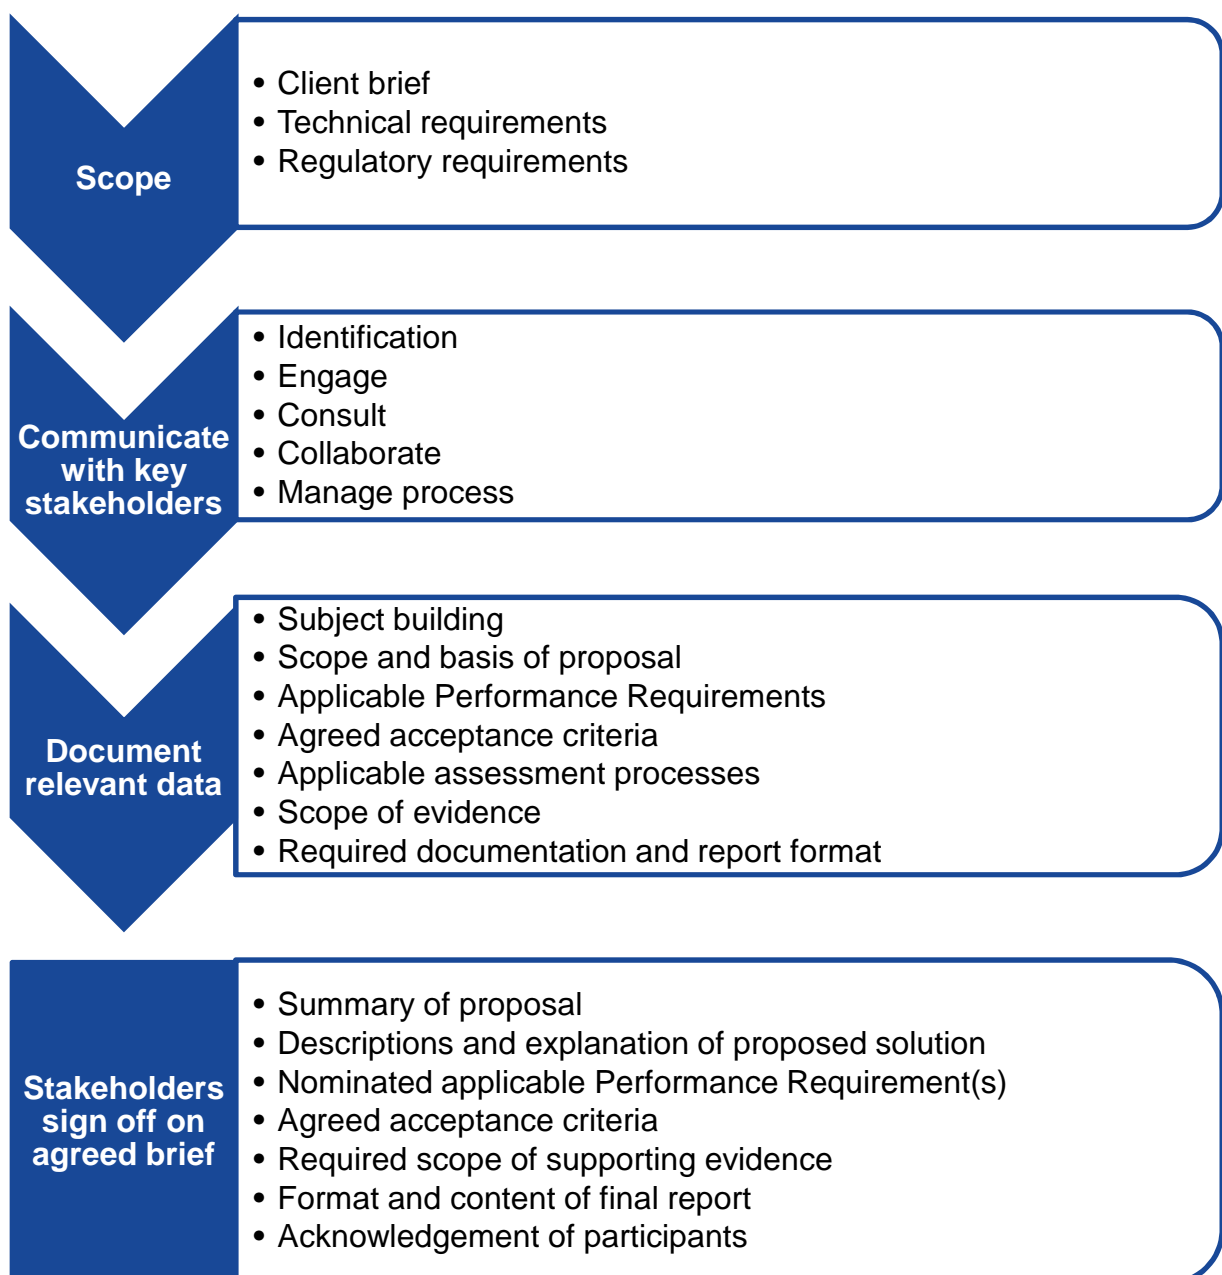 Scope
• Client brief
• Technical requirements
• Regulatory requirements
Communicate
with key
stakeholders
• Identification
• Engage
• Consult
• Collaborate
• Manage process
Document
relevant data
• Subject building
• Scope and basis of proposal
• Applicable Performance Requirements
• Agreed acceptance criteria
• Applicable assessment processes
• Scope of evidence
• Required documentation and report format
Stakeholders
sign off on
agreed brief
• Summary of proposal
• Descriptions and explanation of proposed solution
• Nominated applicable Performance Requirement(s)
• Agreed acceptance criteria
• Required scope of supporting evidence
• Format and content of final report
• Acknowledgement of participants